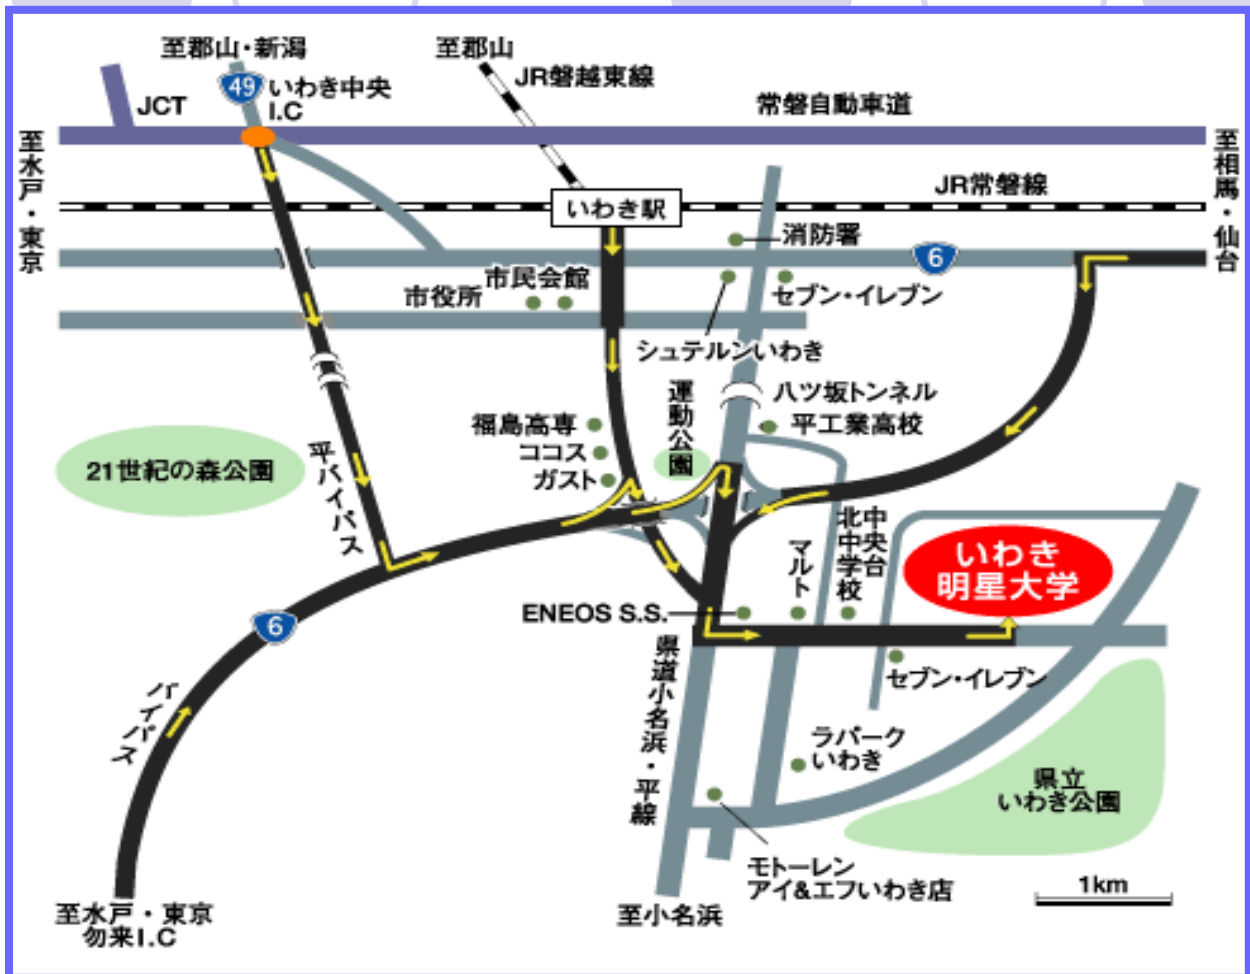 至郡山・新潟
至郡山
49
いわき中央
I.C
JR磐越東線
JCT
常磐自動車道
至水戸・東京
至相馬・仙台
JR常磐線
いわき駅
消防署
6
市民会館
市役所
セブン・イレブン
シュテルンいわき
運動公園
八ツ坂トンネル
平工業高校
福島高専
ココス
ガスト
21世紀の森公園
平バイパス
中央台
北中学校
マルト
いわき
明星大学
ENEOS S.S.
6
県道小名浜・平線
セブン・イレブン
バイパス
ラパーク
いわき
県立
いわき公園
モトーレン
アイ&エフいわき店
1km
至水戸・東京
勿来I.C
至小名浜